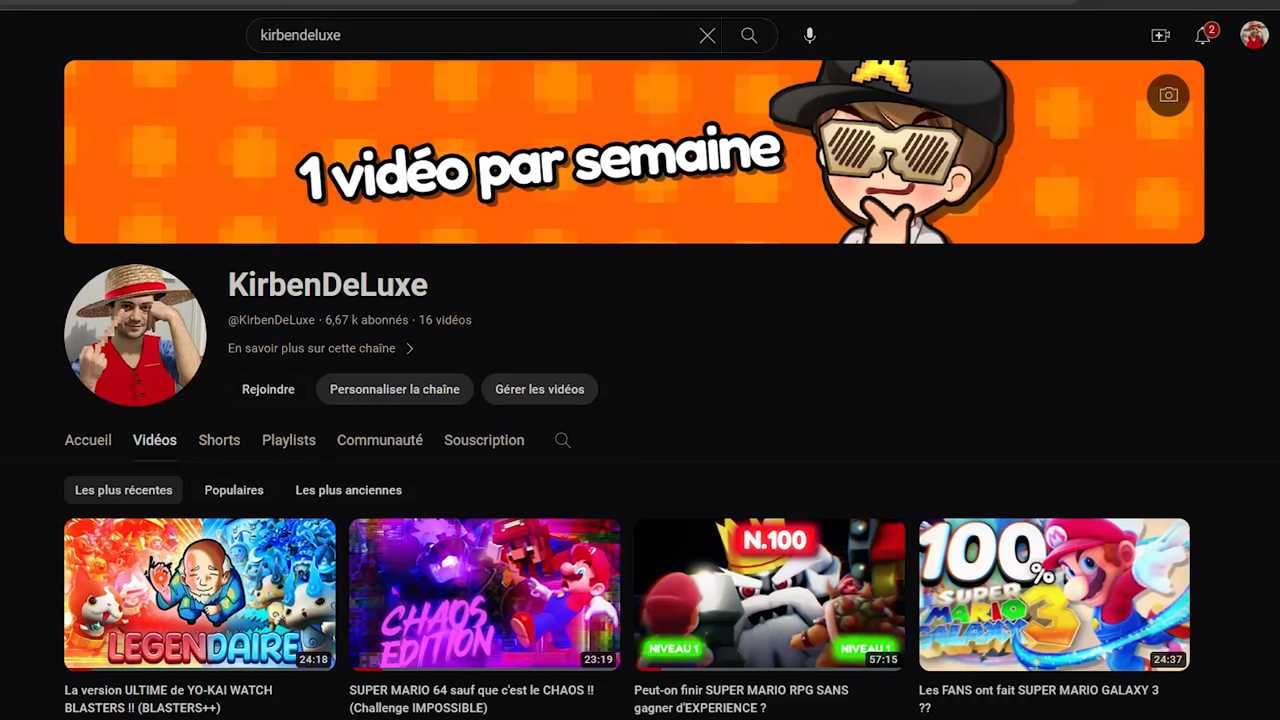 kirbendeluxe
2
1 vidéo par semaine
KirbenDeLuxe
@KirbenDeLuxe · 6,67 k abonnés · 16 vidéos
En savoir plus sur cette chaîne
Rejoindre Personnaliser la chaîne Gérer les vidéos
Accueil Vidéos Shorts Playlists Communauté Souscription
Les plus récentes Populaires Les plus anciennes
LEGENDAIRE
24:18
CHAOS
EDITION
23:19
N.100
NIVEAU 1 NIVEAU 1
57:15
100%
SUPER
MARIO
GALAXY 3
24:37
La version ULTIME de YO-KAI WATCH
BLASTERS !! (BLASTERS++)
SUPER MARIO 64 sauf que c'est le CHAOS !!
(Challenge IMPOSSIBLE)
Peut-on finir SUPER MARIO RPG SANS
gagner d'EXPERIENCE ?
Les FANS ont fait SUPER MARIO GALAXY 3
??